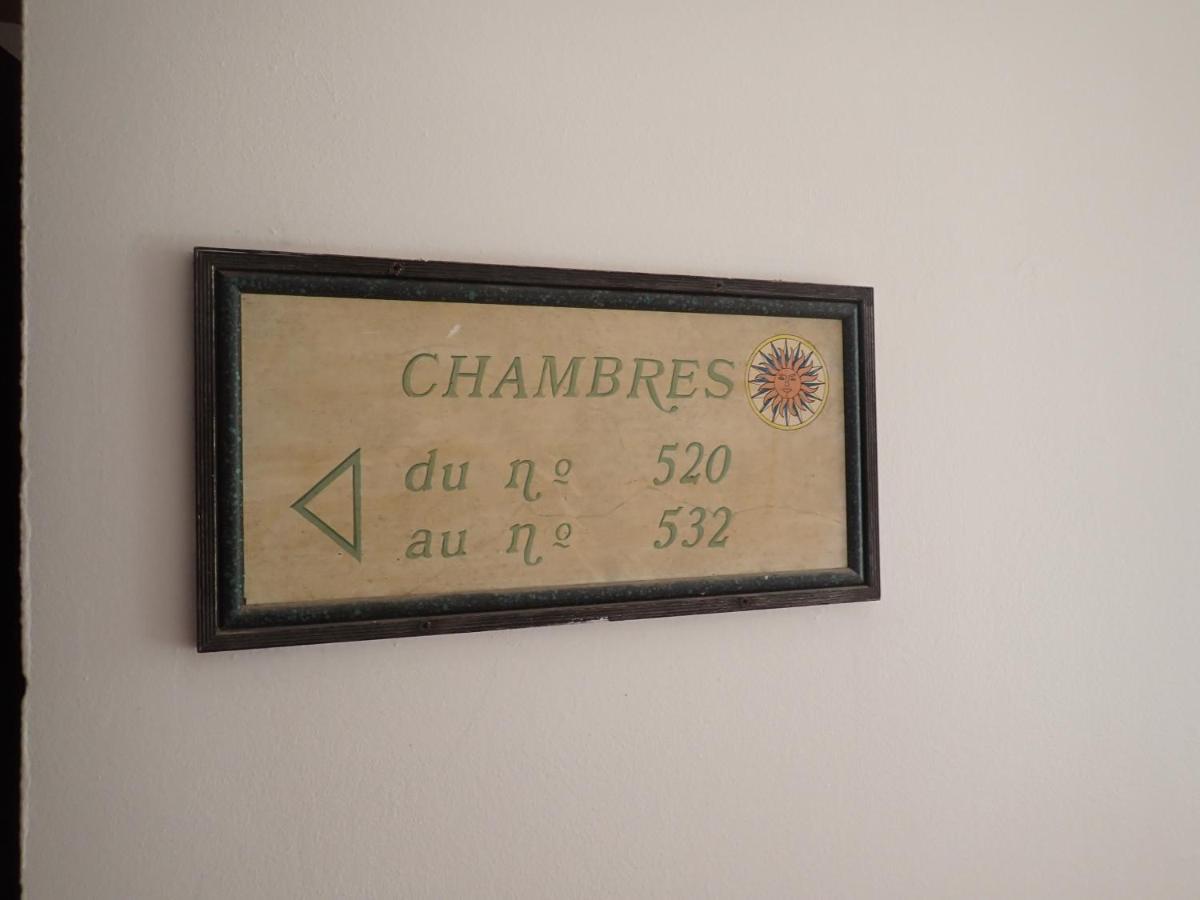 CHAMBRES
du nº 520
au nº 532